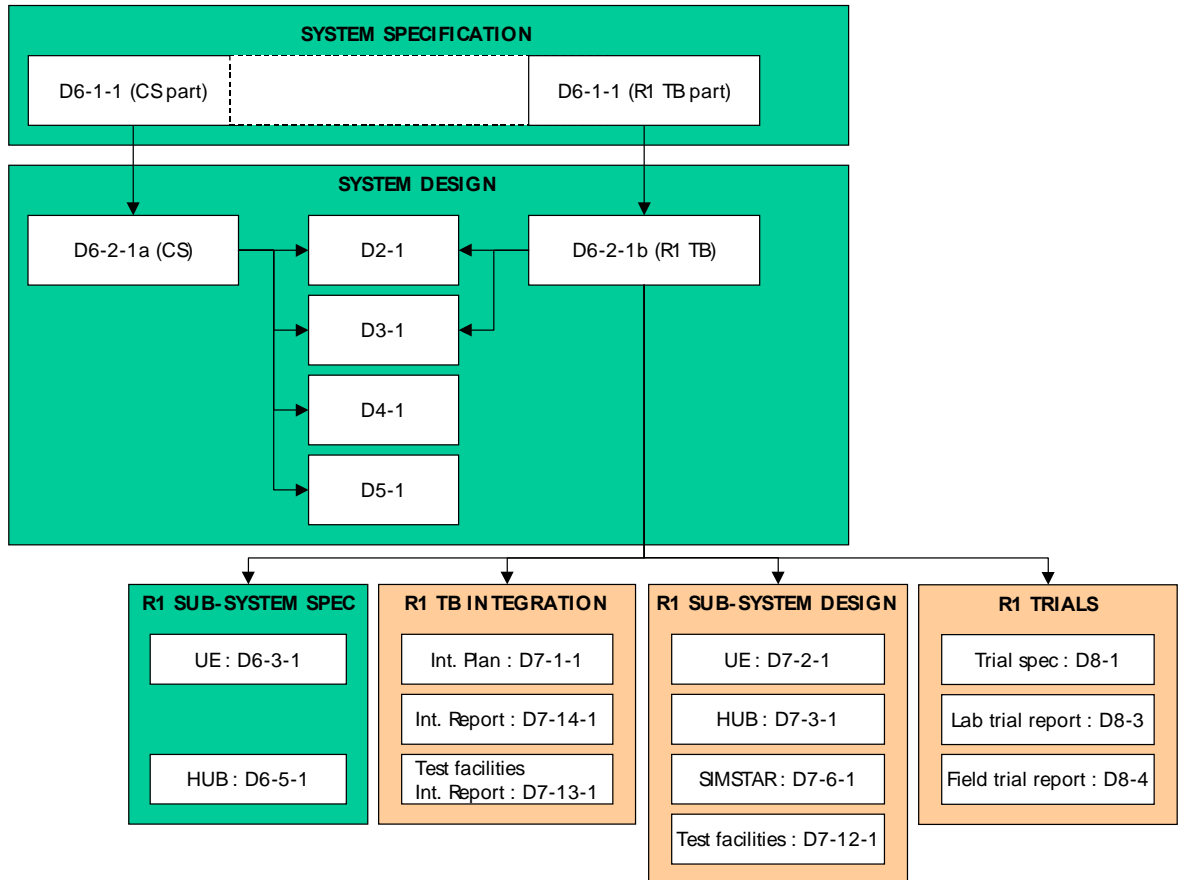 SYSTEM SPECIFICATION
D6-1-1 (CS part)
D6-1-1 (R1 TB part)
SYSTEM DESIGN
D6-2-1a (CS)
D2-1
D6-2-1b (R1 TB)
D3-1
D4-1
D5-1
R1 SUB-SYSTEM SPEC
UE : D6-3-1
HUB : D6-5-1
R1 TB INTEGRATION
Int. Plan : D7-1-1
Int. Report : D7-14-1
Test facilities
Int. Report : D7-13-1
R1 SUB-SYSTEM DESIGN
UE : D7-2-1
HUB : D7-3-1
SIMSTAR : D7-6-1
Test facilities : D7-12-1
R1 TRIALS
Trial spec : D8-1
Lab trial report : D8-3
Field trial report : D8-4